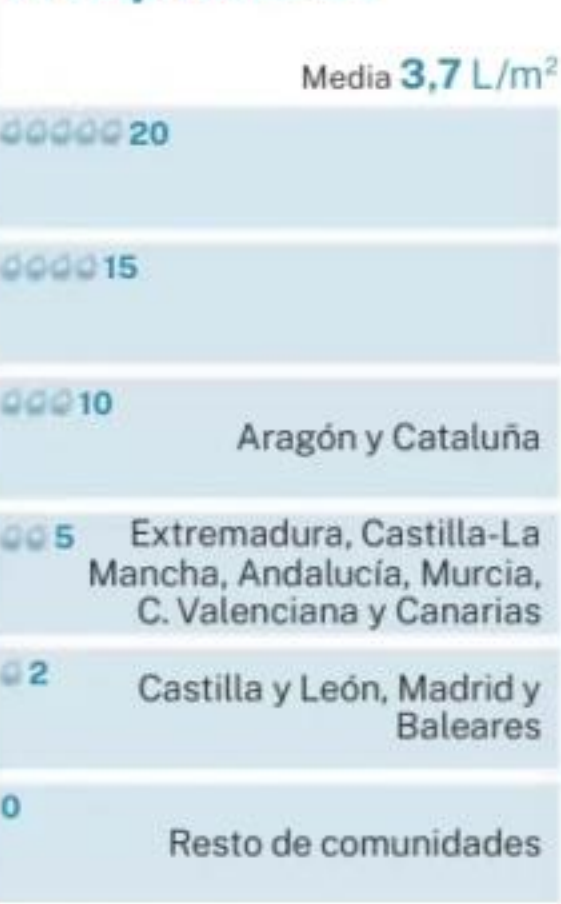 Media 3,7 L/m²
20
15
10
Aragón y Cataluña
5 Extremadura, Castilla-La
Mancha, Andalucía, Murcia,
C. Valenciana y Canarias
2
Castilla y León, Madrid y
Baleares
0
Resto de comunidades